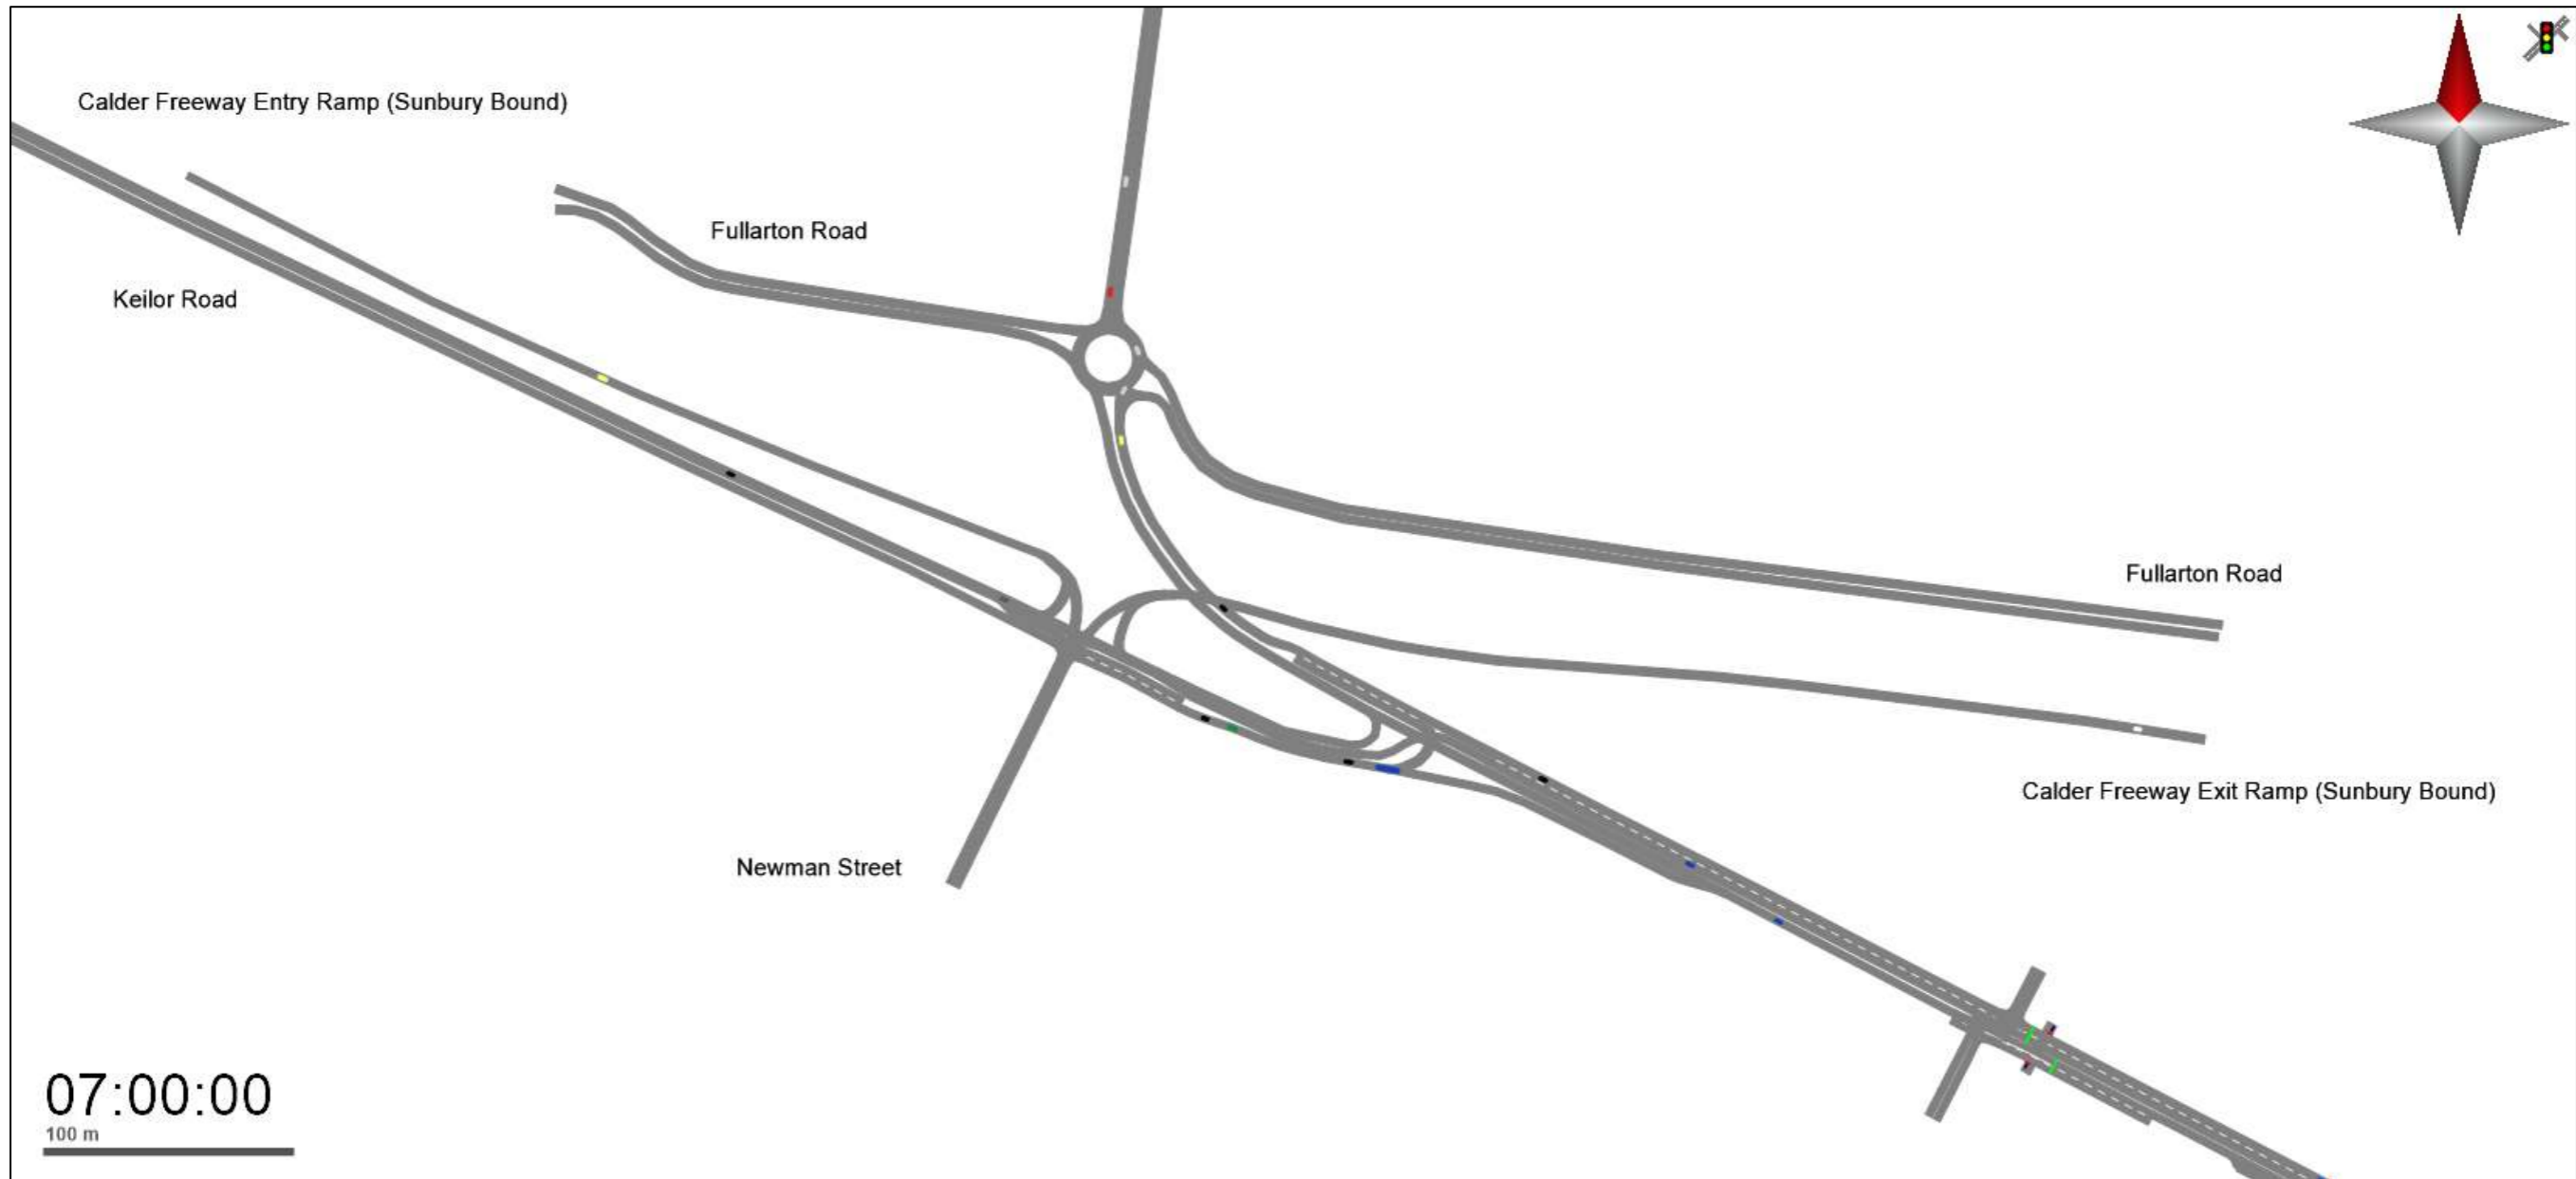 Calder Freeway Entry Ramp (Sunbury Bound)
Fullarton Road
Keilor Road
Fullarton Road
Calder Freeway Exit Ramp (Sunbury Bound)
Newman Street
07:00:00
100 m